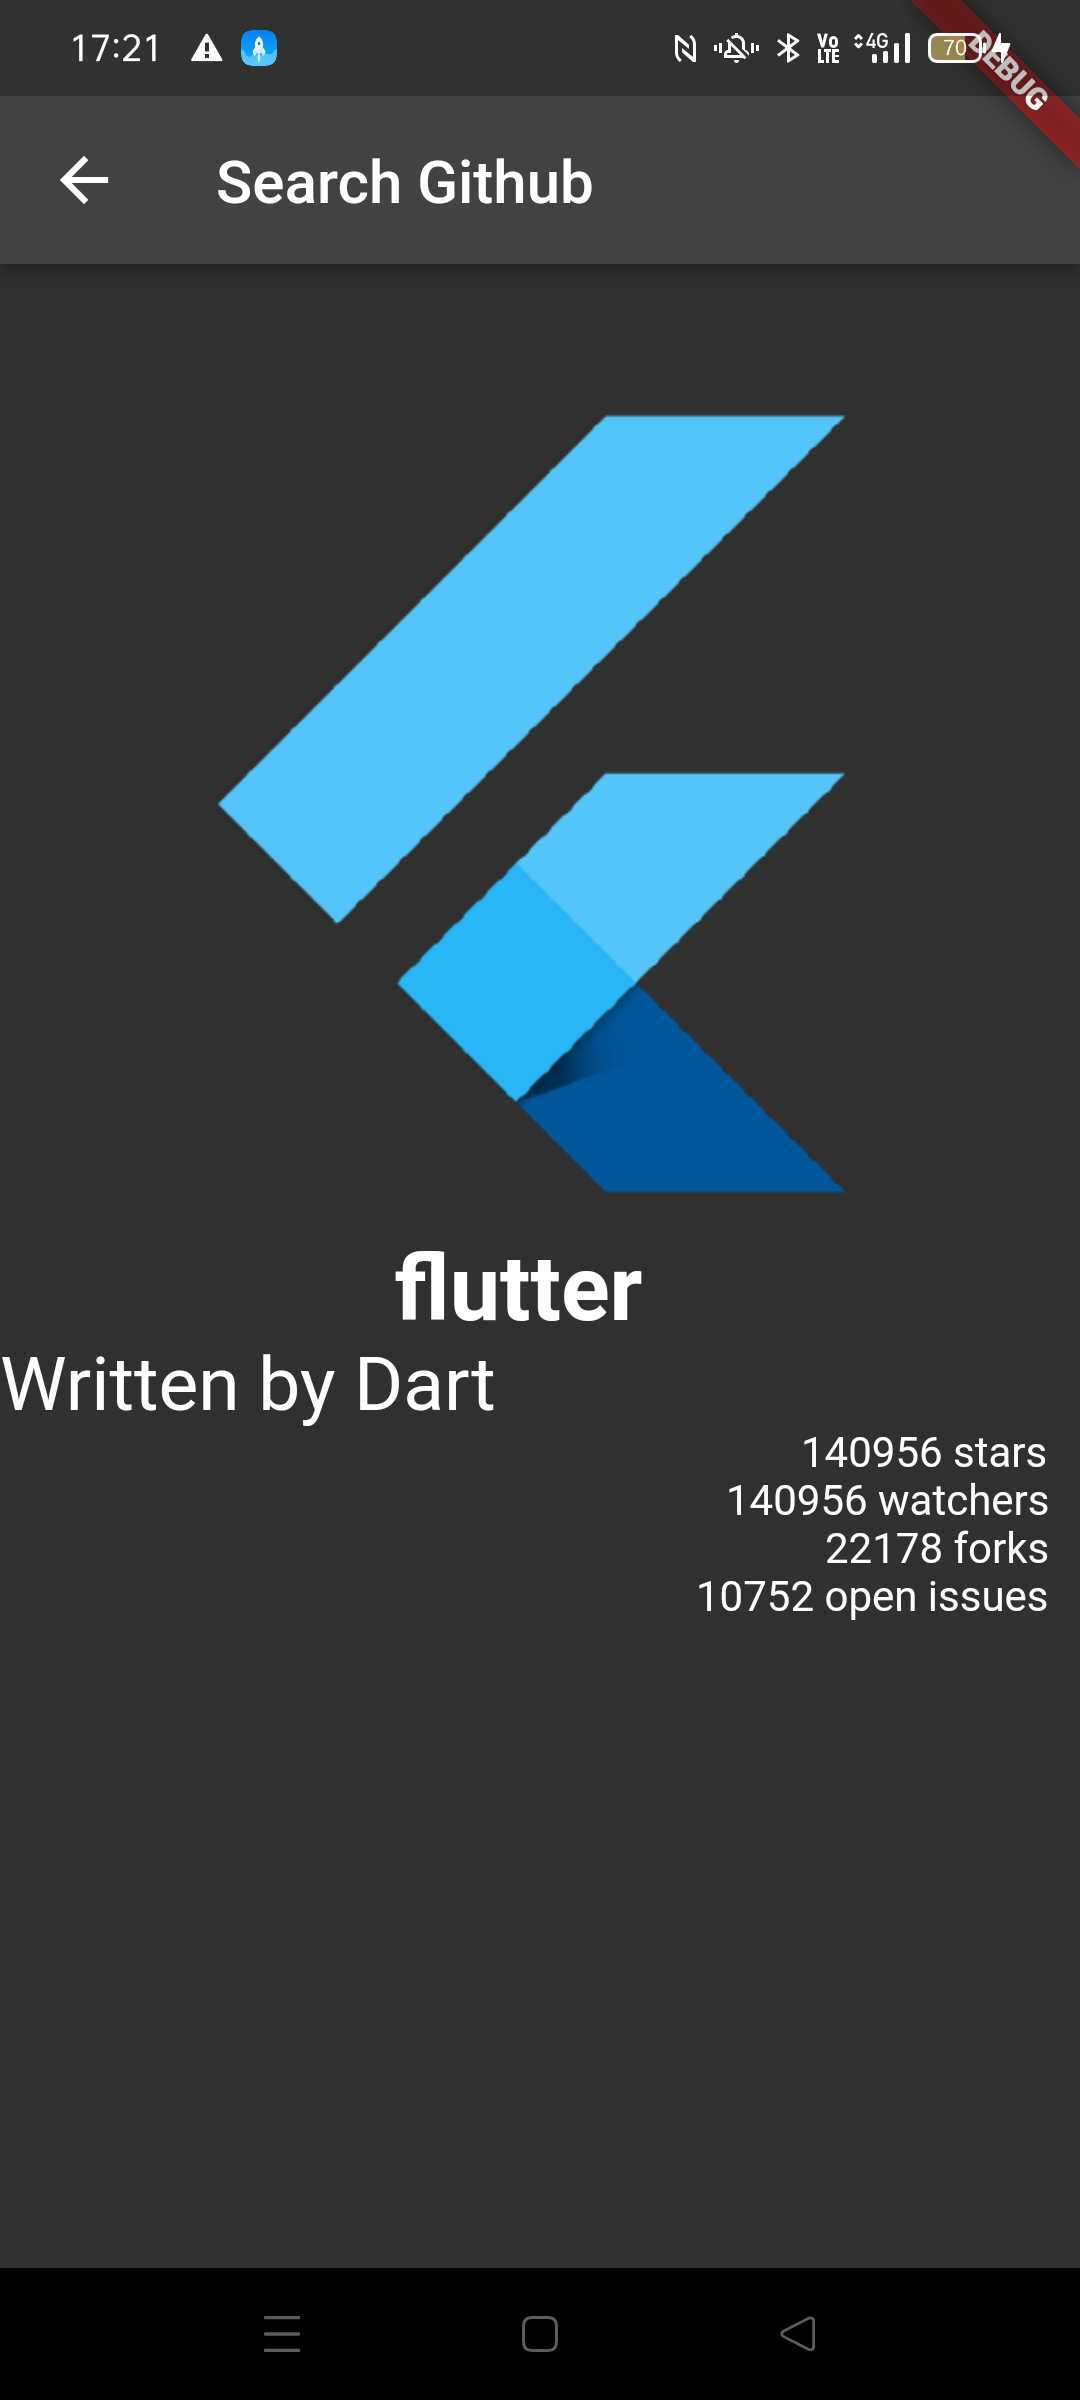 17:21
Vo
LTE
4G
70
DEBUG
Search Github
flutter
Written by Dart
140956 stars
140956 watchers
22178 forks
10752 open issues